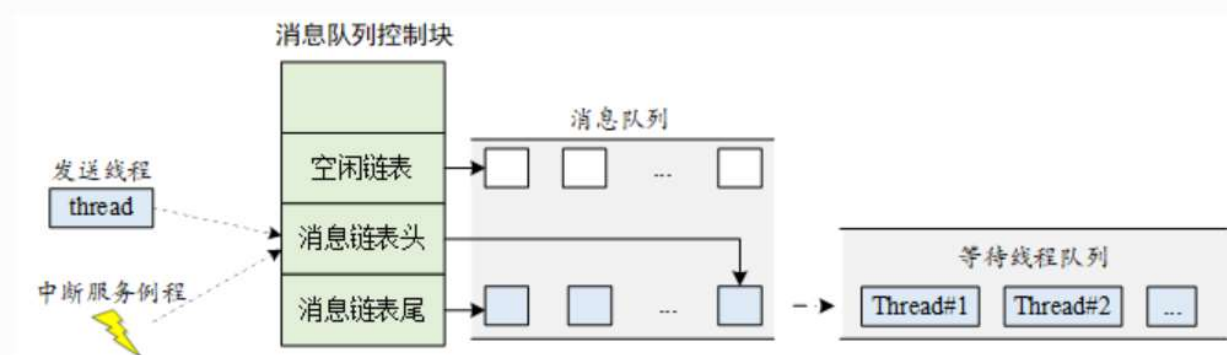 消息队列控制块
消息队列
空闲链表
...
发送线程
thread
消息链表头
等待线程队列
中断服务例程
消息链表尾
...
Thread#1
Thread#2
...